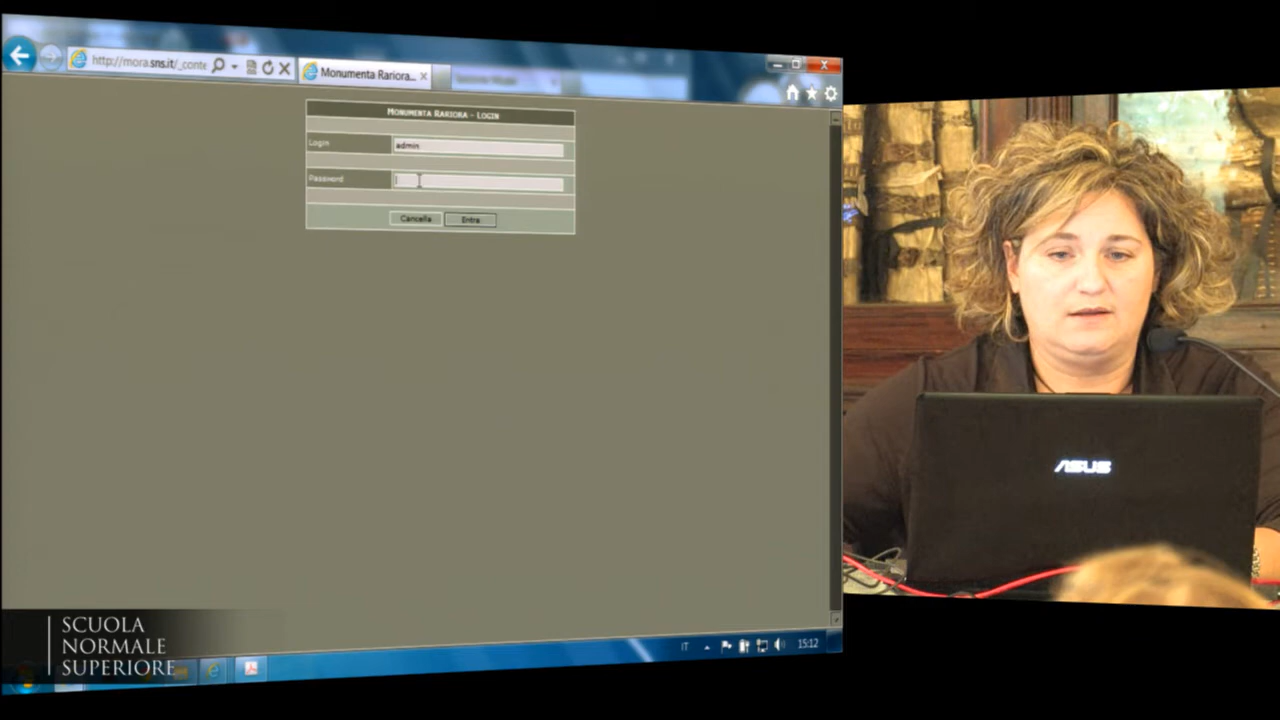 http://mora.sns.it/_conte
Monumenta Rariora...
MONUMENTA RARIORA - LOGIN
Login
admin
Password
Cancella
Entra
ASUS
IT
15:12
SCUOLA
NORMALE
SUPERIORE